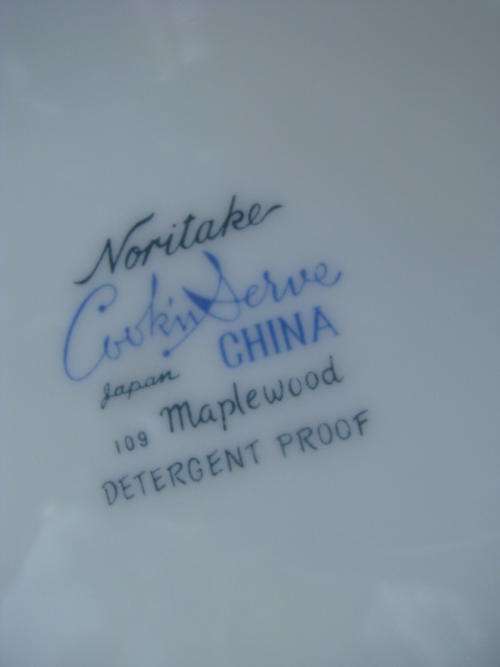 Noritake
Cook'n Serve
CHINA
Japan
109 Maplewood
DETERGENT PROOF